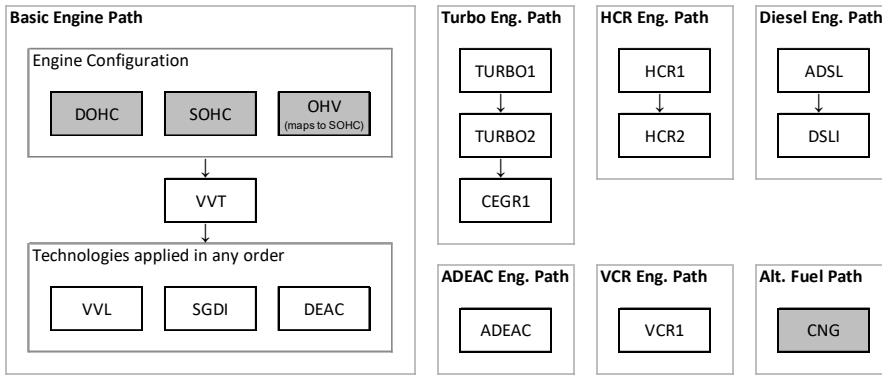 Basic Engine Path
Engine Configuration
DOHC
SOHC
OHV
(maps to SOHC)
VVT
Technologies applied in any order
VVL
SGDI
DEAC
Turbo Eng. Path
TURBO1
TURBO2
CEGR1
HCR Eng. Path
HCR1
HCR2
Diesel Eng. Path
ADSL
DSLI
ADEAC Eng. Path
ADEAC
VCR Eng. Path
VCR1
Alt. Fuel Path
CNG